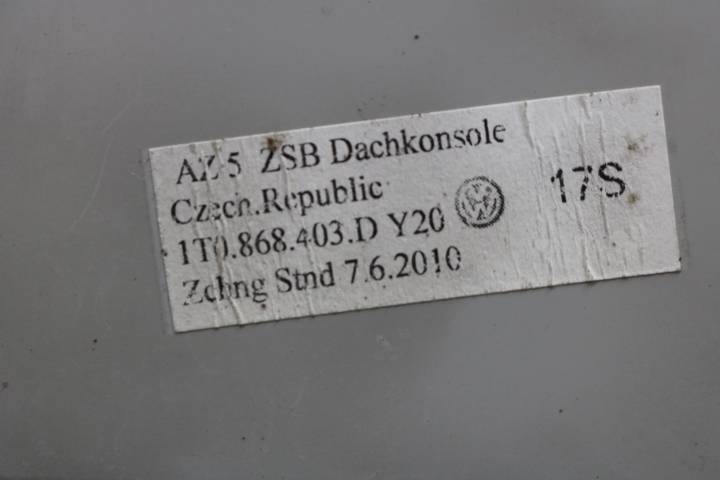 AZ-5 ZSB Dachkonsole
Czech.Republic
1T0.868.403.D Y20
Zchng Stnd 7.6.2010
17S